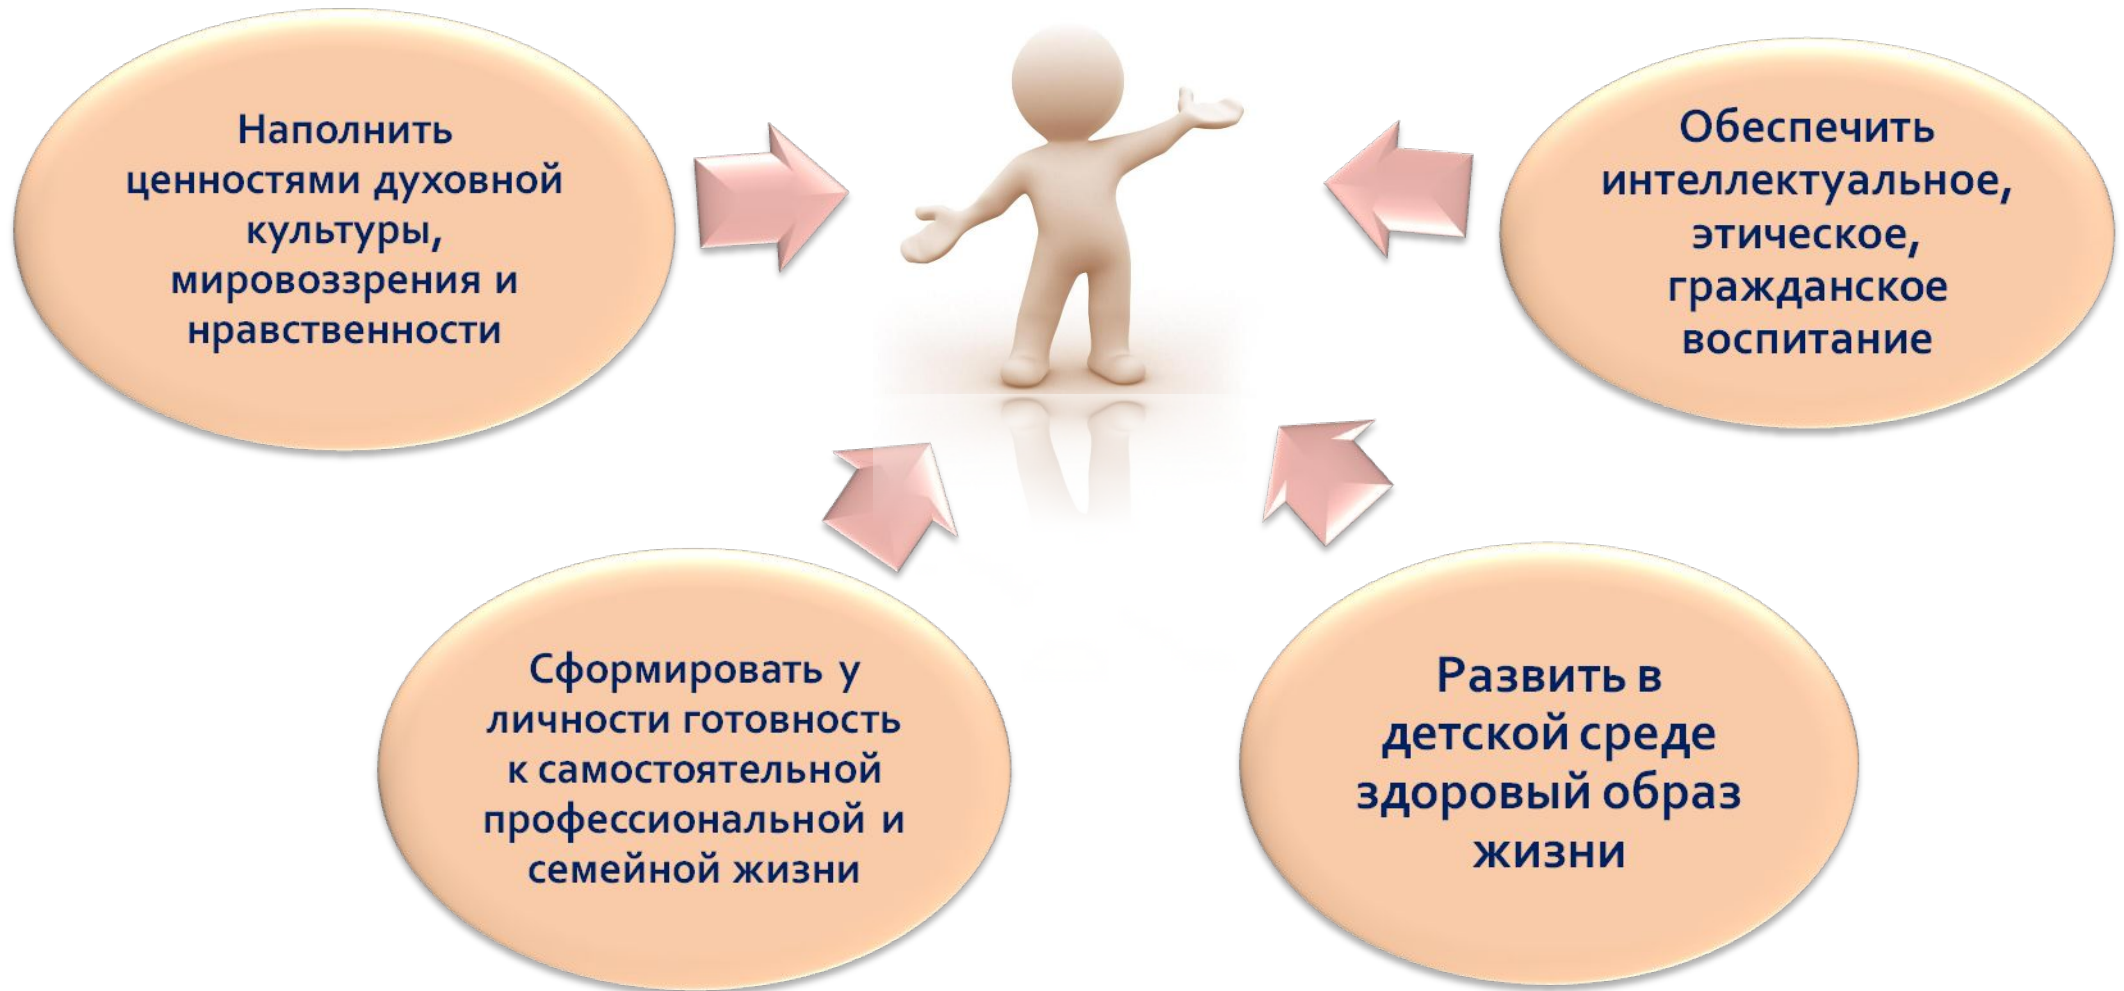 Наполнить
ценностями духовной
культуры,
мировоззрения и
нравственности
Обеспечить
интеллектуальное,
этическое,
гражданское
воспитание
Сформировать у
личности готовность
к самостоятельной
профессиональной и
семейной жизни
Развить в
детской среде
здоровый образ
жизни